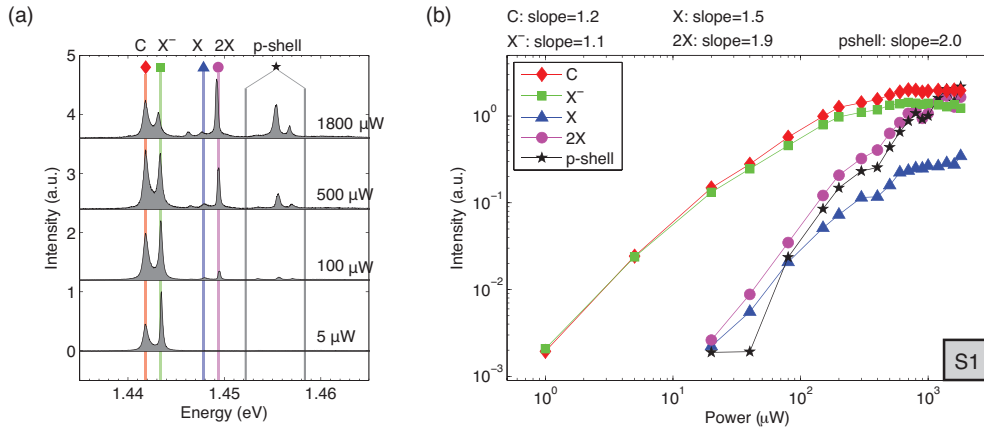 (a)
C X⁻ X 2X p-shell
5
4
3
2
1
0
1800 μW
500 μW
100 μW
5 μW
Intensity (a.u.)
1.44 1.45 1.46
Energy (eV)
(b)
C: slope=1.2 X: slope=1.5
X⁻: slope=1.1 2X: slope=1.9 pshell: slope=2.0
C
X⁻
X
2X
p-shell
10⁰
10⁻¹
10⁻²
10⁻³
Intensity (a.u.)
10⁰ 10¹ 10² 10³
Power (μW)
S1